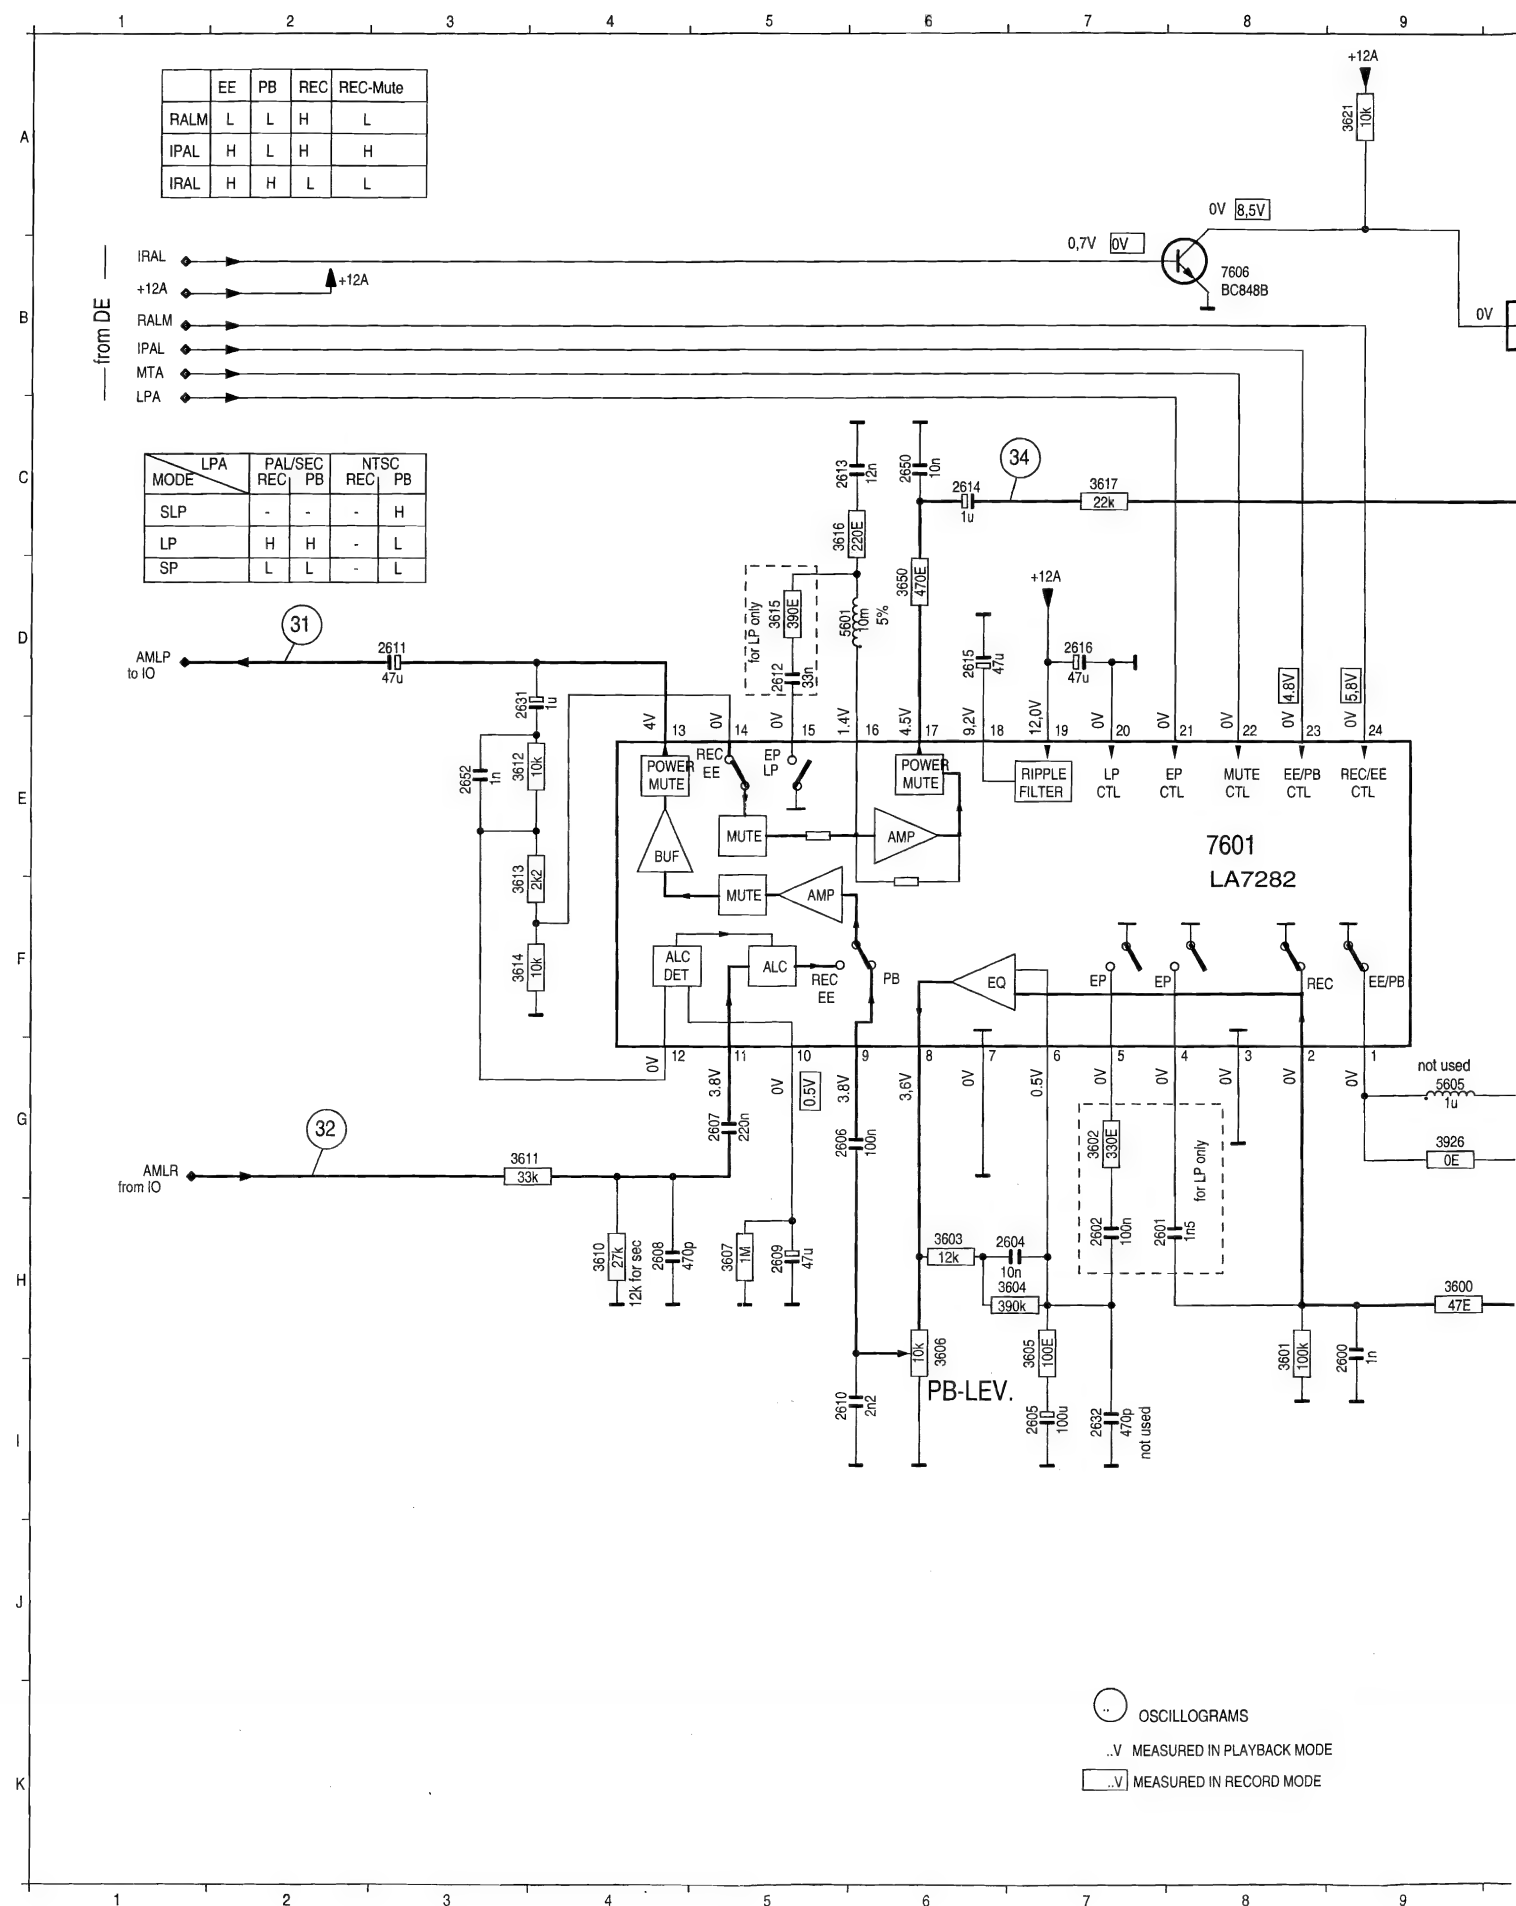 1 2 3 4 5 6 7 8 9
A
B
C
D
E
F
G
H
I
J
K
EE PB REC REC-Mute
RALM L L H L
IPAL H L H H
IRAL H H L L
+12A
3621
10k
0V 8,5V
0,7V 0V
7606
BC848B
0V
from DE
IRAL
+12A
+12A
RALM
IPAL
MTA
LPA
LPA PAL/SEC NTSC
MODE REC PB REC PB
SLP - - - H
LP H H - L
SP L L - L
2613
12n
2650
10n
34
2614
1u
3617
22k
3616
220E
3650
470E
+12A
for LP only
3615
390E
2612
33n
5601
10m
5%
2615
47u
2616
47u
31
AMLP
to IO
2611
47u
2631
1u
4V 0V 0V 1.4V 4.5V 9,2V 12,0V 0V 0V 0V 0V 4.8V 0V 5,8V
13 14 15 16 17 18 19 20 21 22 23 24
2652
1n
3612
10k
3613
2k2
3614
10k
POWER
MUTE
REC
EE
EP
LP
POWER
MUTE
RIPPLE
FILTER
LP
CTL
EP
CTL
MUTE
CTL
EE/PB
CTL
REC/EE
CTL
MUTE
AMP
7601
LA7282
BUF
MUTE
AMP
ALC
DET
ALC
REC
EE
PB
EQ
EP
EP
REC
EE/PB
12 11 10 9 8 7 6 5 4 3 2 1
0V 3.8V 0V 0.5V 3.8V 3,6V 0V 0.5V 0V 0V 0V 0V 0V
not used
5605
1u
3926
0E
2607
220n
2606
100n
3602
330E
for LP only
32
AMLR
from IO
3611
33k
3610
27k
12k for sec
2608
470p
3607
1M
2609
47u
3603
12k
2604
10n
3604
390k
2602
100n
2601
1n5
3600
47E
10k
3606
PB-LEV.
3605
100E
3601
100k
2600
1n
2610
2n2
2605
100u
2632
470p
not used
.. OSCILLOGRAMS
..V MEASURED IN PLAYBACK MODE
..V MEASURED IN RECORD MODE
1 2 3 4 5 6 7 8 9